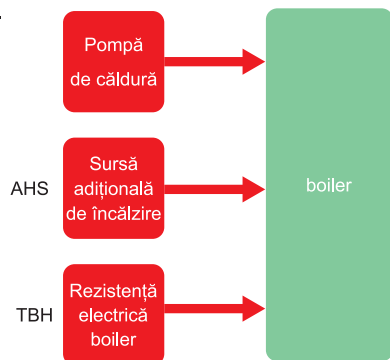 Pompă
de căldură
AHS
Sursă
adițională
de încălzire
boiler
TBH
Rezistență
electrică
boiler